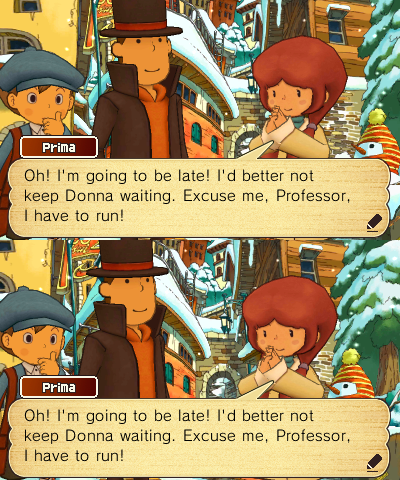 Prima
Oh! I'm going to be late! I'd better not
keep Donna waiting. Excuse me, Professor,
I have to run!
Prima
Oh! I'm going to be late! I'd better not
keep Donna waiting. Excuse me, Professor,
I have to run!